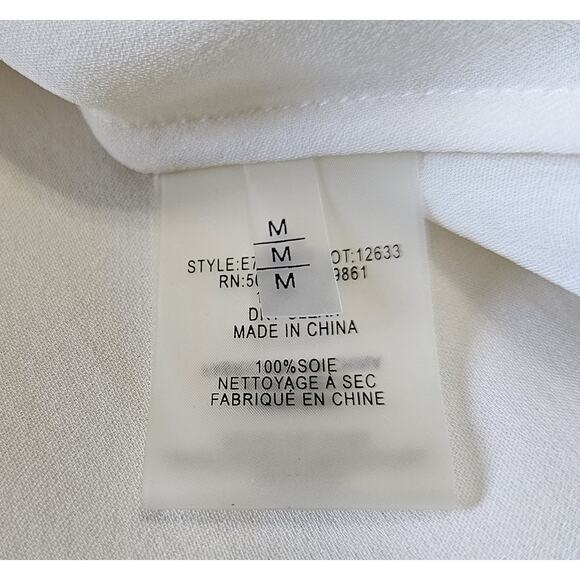 M
M
M
STYLE:E7 OT:12633
RN:50 9861
MADE IN CHINA
100%SOIE
NETTOYAGE À SEC
FABRIQUÉ EN CHINE